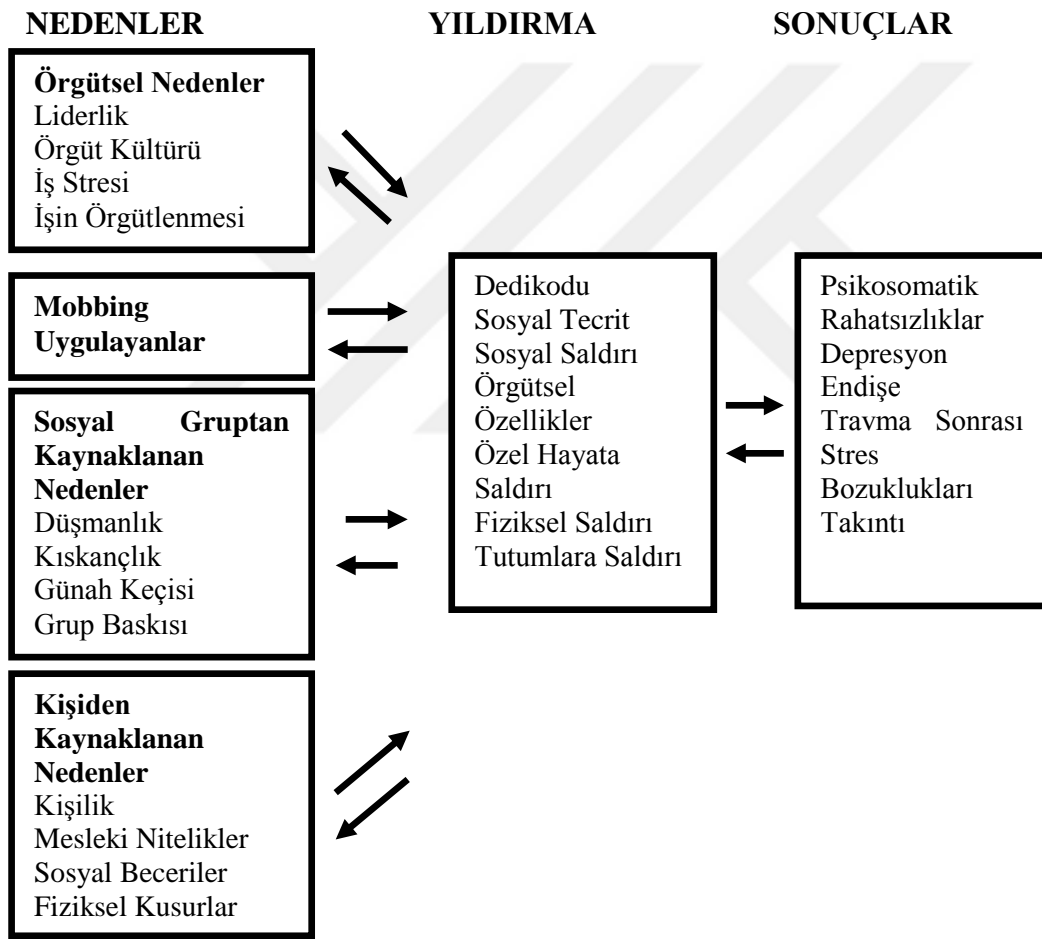 NEDENLER YILDIRMA SONUÇLAR
Örgütsel Nedenler
Liderlik
Örgüt Kültürü
İş Stresi
İşin Örgütlenmesi
Mobbing
Uygulayanlar
Sosyal Gruptan
Kaynaklanan
Nedenler
Düşmanlık
Kıskançlık
Günah Keçisi
Grup Baskısı
Kişiden
Kaynaklanan
Nedenler
Kişilik
Mesleki Nitelikler
Sosyal Beceriler
Fiziksel Kusurlar
Dedikodu
Sosyal Tecrit
Sosyal Saldırı
Örgütsel
Özellikler
Özel Hayata
Saldırı
Fiziksel Saldırı
Tutumlara Saldırı
Psikosomatik
Rahatsızlıklar
Depresyon
Endişe
Travma Sonrası
Stres
Bozuklukları
Takıntı